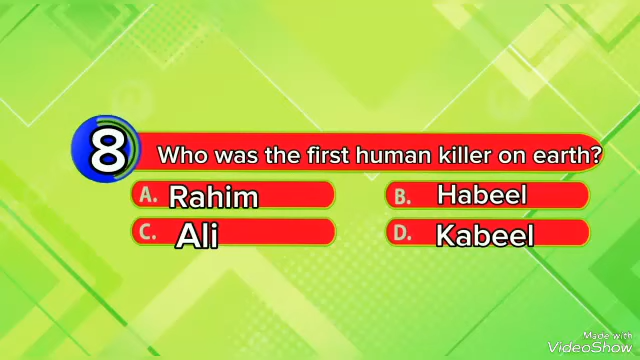 8 Who was the first human killer on earth?
A. Rahim
B. Habeel
C. Ali
D. Kabeel
Made with
VideoShow